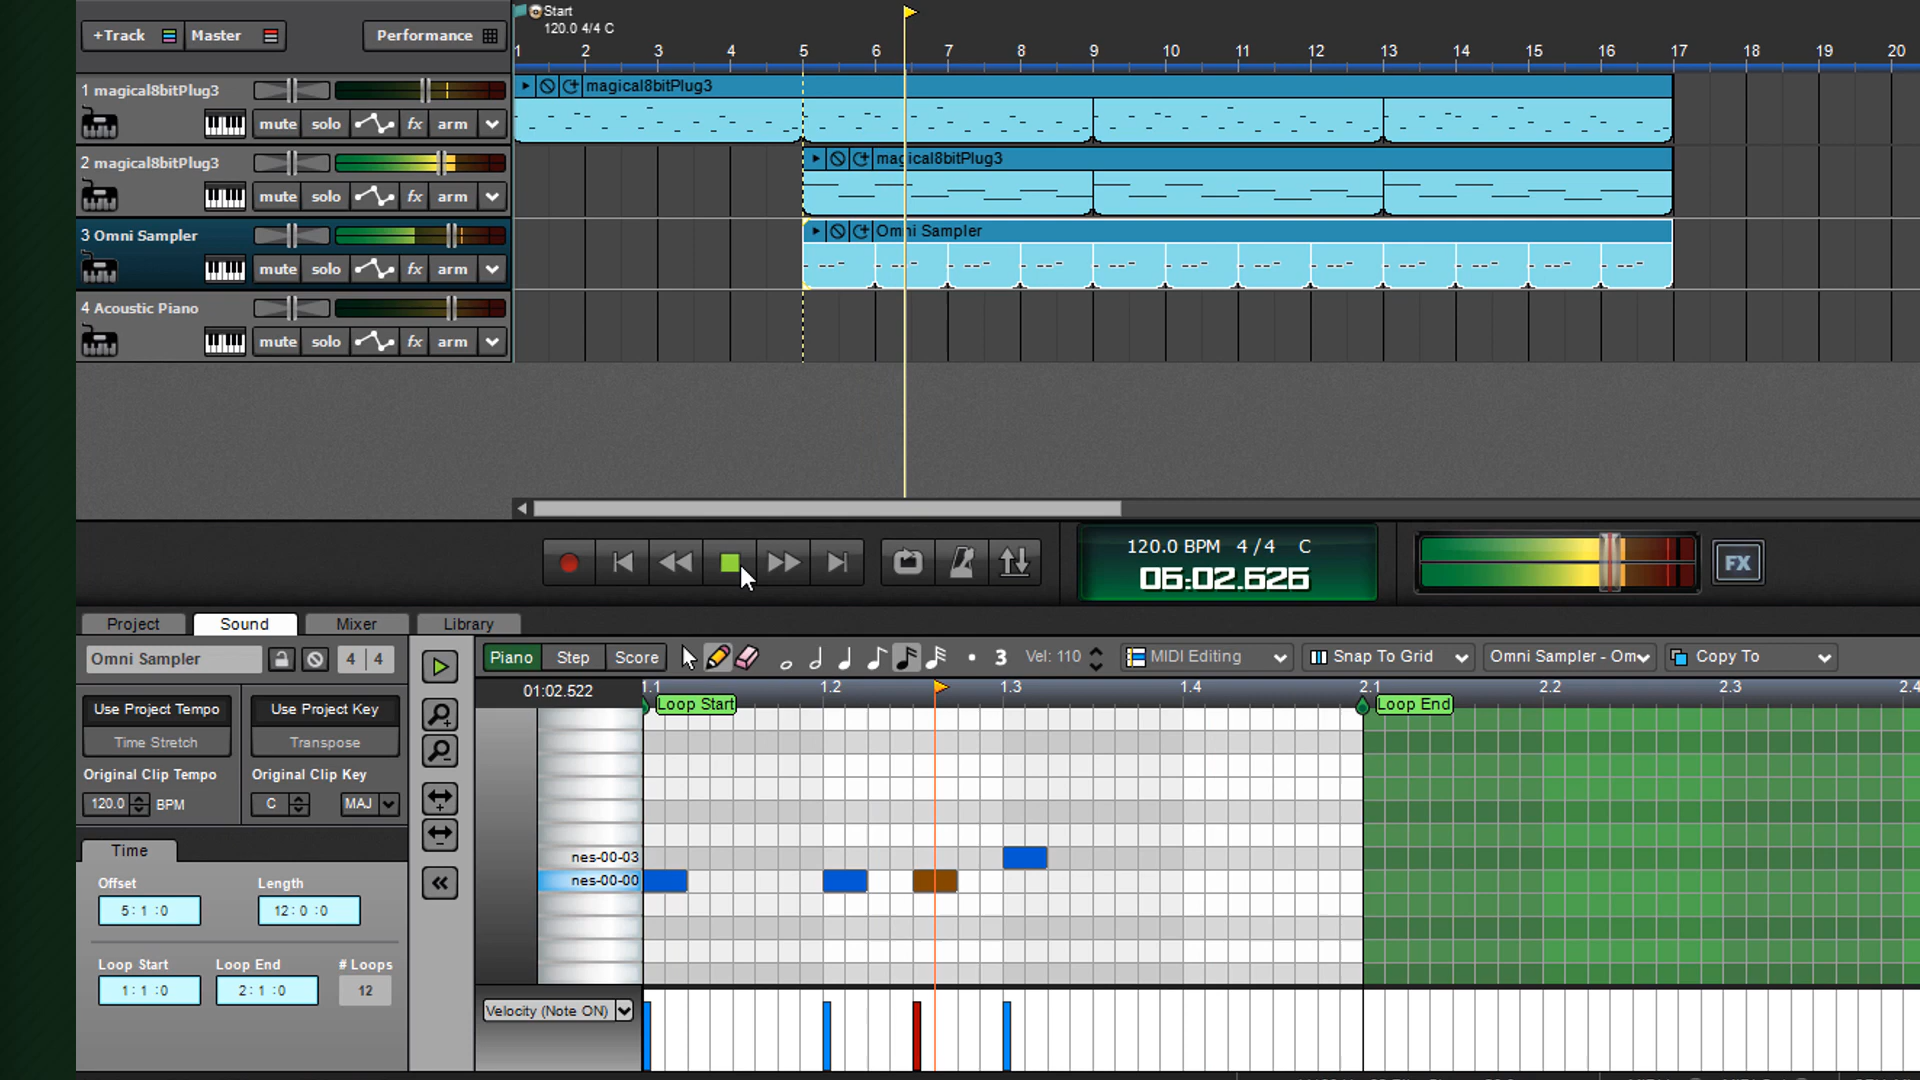 Start
+Track Master Performance 120.0 4/4 C
1 2 3 4 5 6 7 8 9 10 11 12 13 14 15 16 17 18 19 20
1 magical8bitPlug3
magical8bitPlug3
mute solo fx arm
2 magical8bitPlug3
magical8bitPlug3
mute solo fx arm
3 Omni Sampler
Omni Sampler
mute solo fx arm
4 Acoustic Piano
mute solo fx arm
120.0 BPM 4/4 C
06:02.626
FX
Project Sound Mixer Library
Omni Sampler 4 4
Piano Step Score 3 Vel: 110 MIDI Editing Snap To Grid Omni Sampler - Om Copy To
01:02.522 1.1 1.2 1.3 1.4 2.1 2.2 2.3 2.4
Loop Start Loop End
Use Project Tempo Use Project Key
Time Stretch Transpose
Original Clip Tempo Original Clip Key
120.0 BPM C MAJ
Time
nes-00-03
nes-00-00
Offset Length
5:1:0 12:0:0
Loop Start Loop End # Loops
1:1:0 2:1:0 12
Velocity (Note ON)